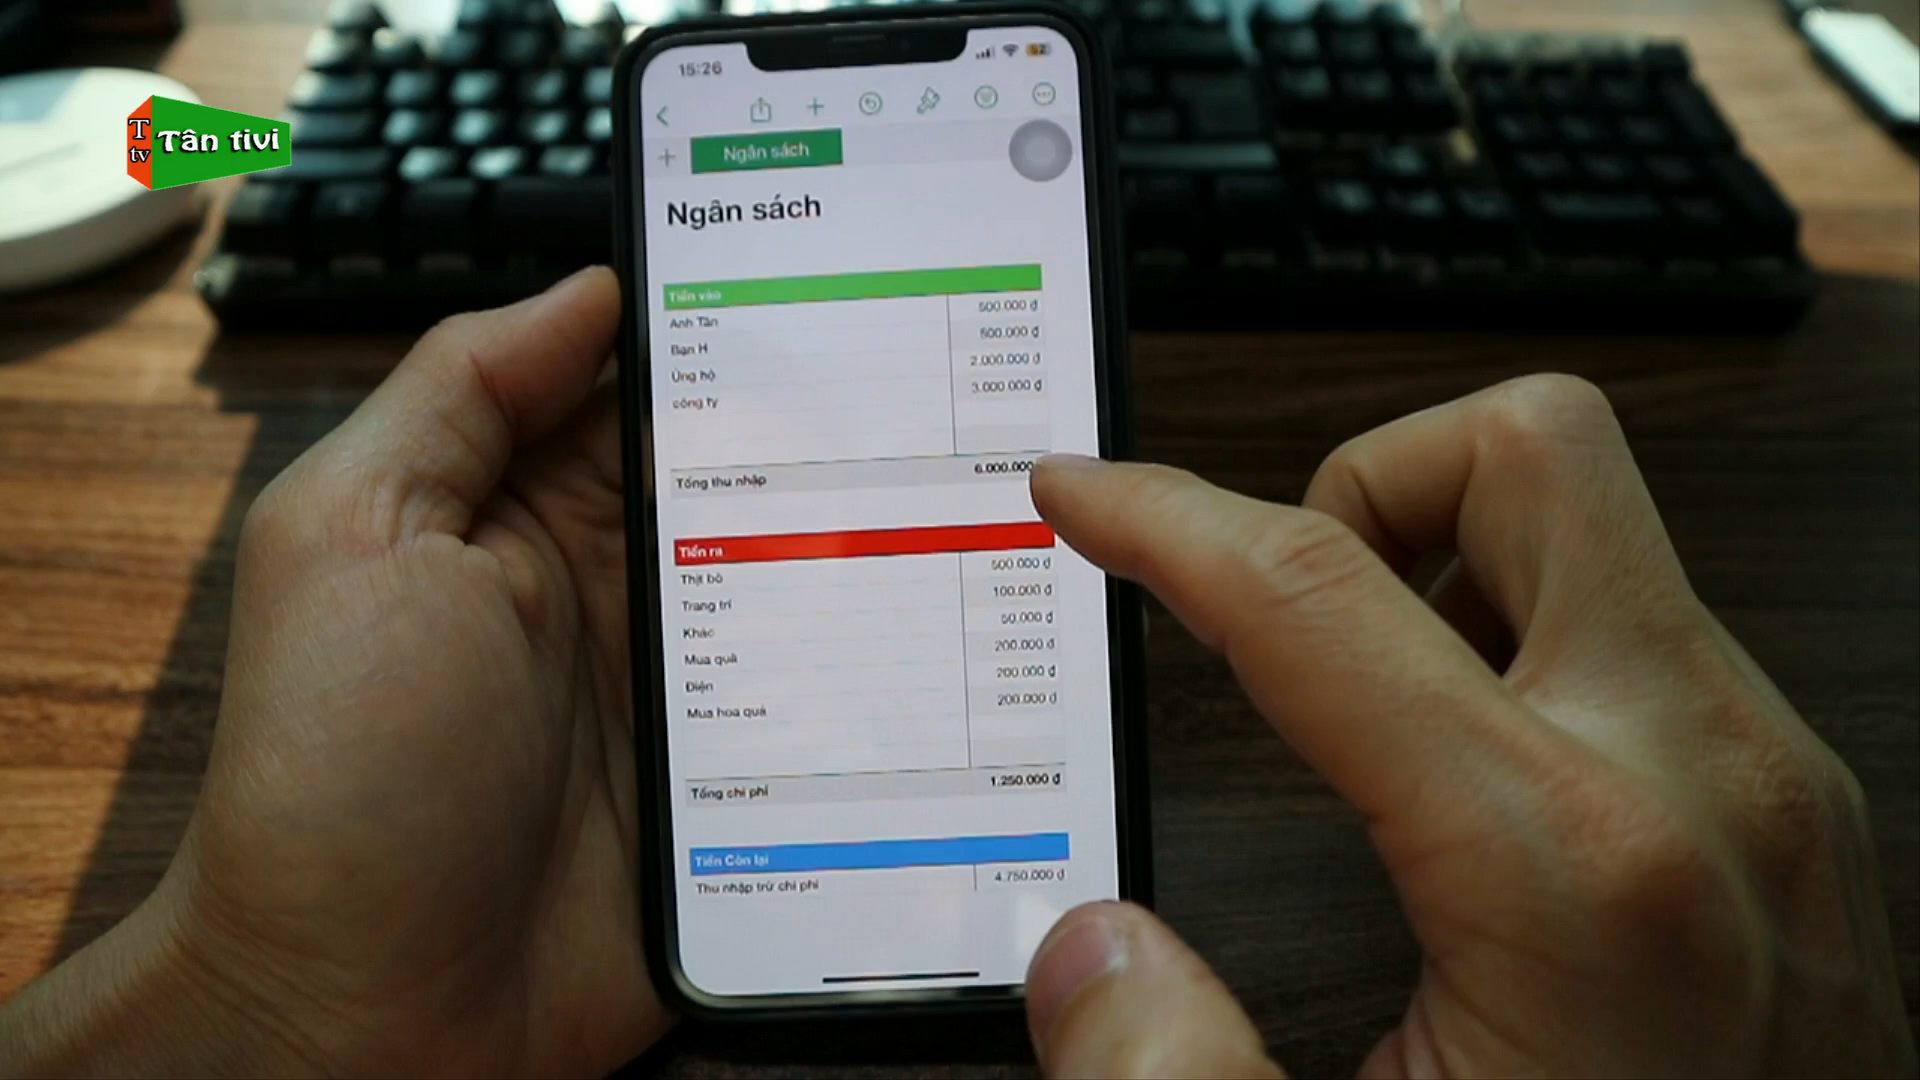 T
tv
Tân tivi
15:26
52
Ngân sách
Ngân sách
Tiền vào
Anh Tân 500.000 đ
Bạn H 500.000 đ
Ủng hộ 2.000.000 đ
công ty 3.000.000 đ
Tổng thu nhập 6.000.000
Tiền ra
Thịt bò 500.000 đ
Trang trí 100.000 đ
Khác 50.000 đ
Mua quà 200.000 đ
Điện 200.000 đ
Mua hoa quả 200.000 đ
Tổng chi phí 1.250.000 đ
Tiền Còn lại
Thu nhập trừ chi phí 4.750.000 đ